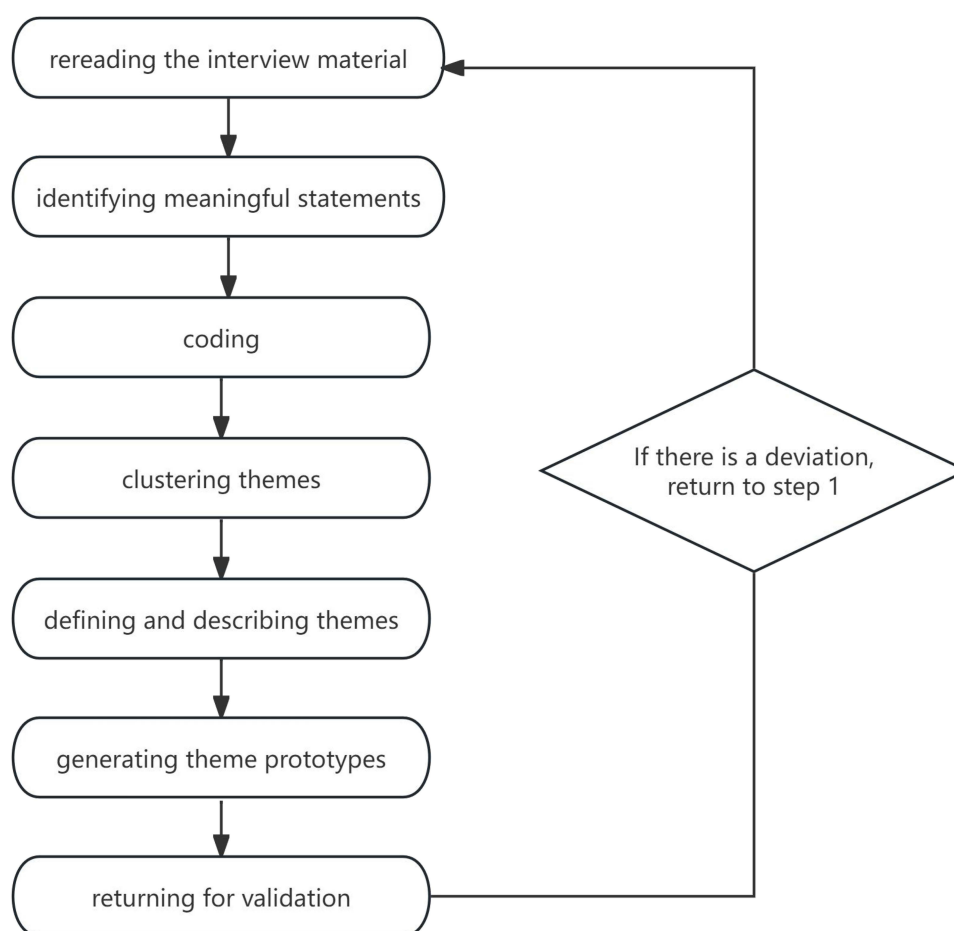 rereading the interview material
identifying meaningful statements
coding
clustering themes
defining and describing themes
generating theme prototypes
returning for validation
If there is a deviation,
return to step 1